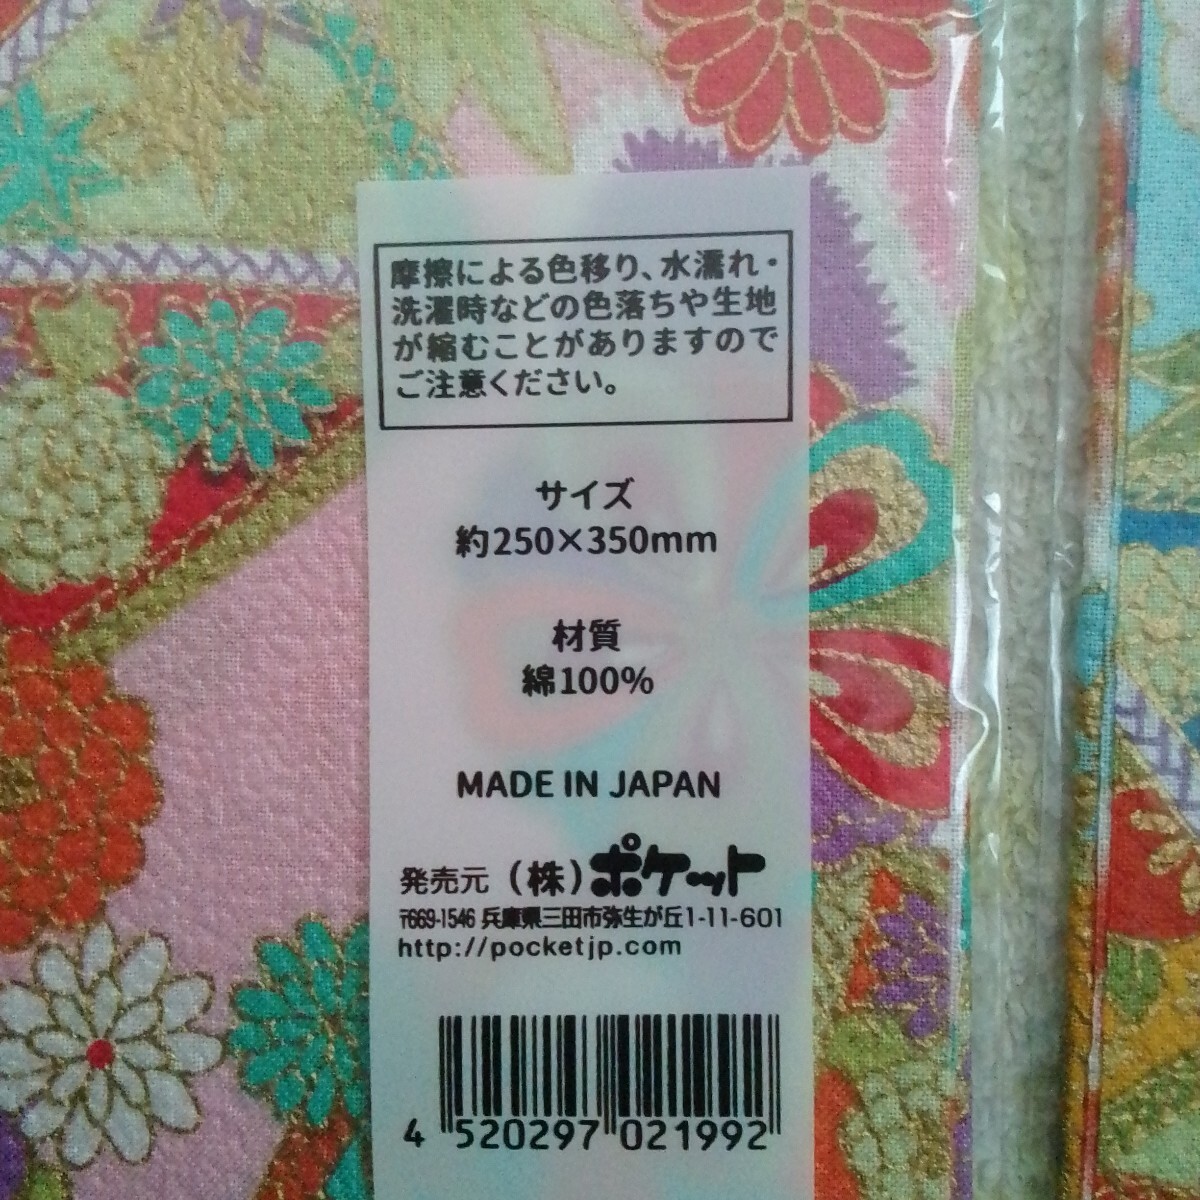 摩擦による色移り、水濡れ・
洗濯時などの色落ちや生地
が縮むことがありますので
ご注意ください。
サイズ
約250×350mm
材質
綿100%
MADE IN JAPAN
発売元 (株)ポケット
〒669-1546 兵庫県三田市弥生が丘1-11-601
http://pocketjp.com
4 520297 021992